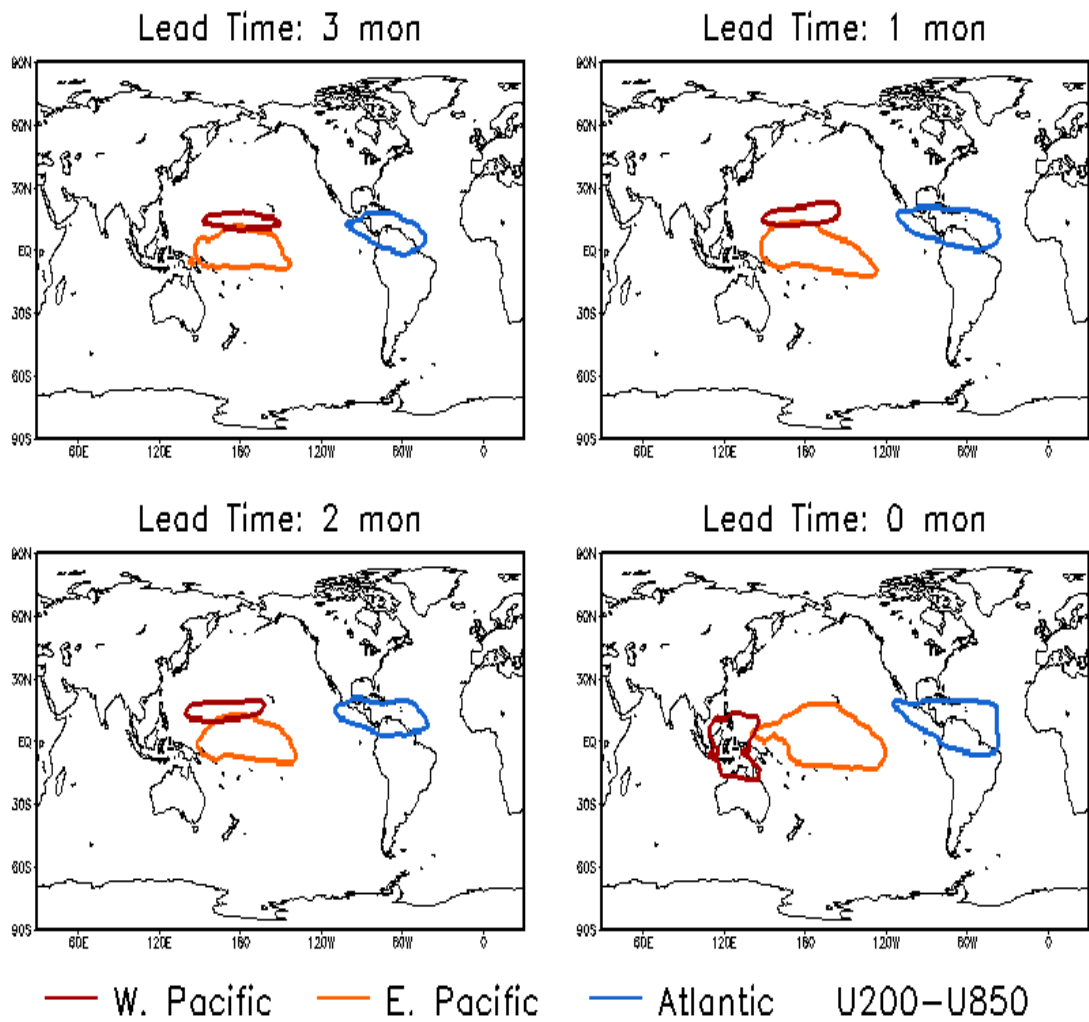 Lead Time: 3 mon
90N
60N
30N
EQ
30S
60S
90S
60E 120E 180 120W 60W 0
Lead Time: 1 mon
90N
60N
30N
EQ
30S
60S
90S
60E 120E 180 120W 60W 0
Lead Time: 2 mon
90N
60N
30N
EQ
30S
60S
90S
60E 120E 180 120W 60W 0
Lead Time: 0 mon
90N
60N
30N
EQ
30S
60S
90S
60E 120E 180 120W 60W 0
W. Pacific E. Pacific Atlantic U200-U850